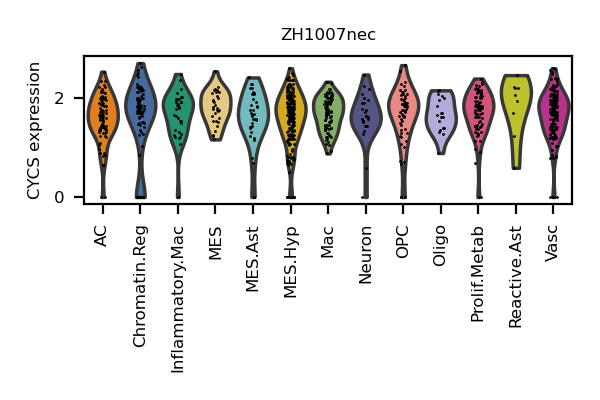 ZH1007nec
CYCS expression
2
0
AC
Chromatin.Reg
Inflammatory.Mac
MES
MES.Ast
MES.Hyp
Mac
Neuron
OPC
Oligo
Prolif.Metab
Reactive.Ast
Vasc